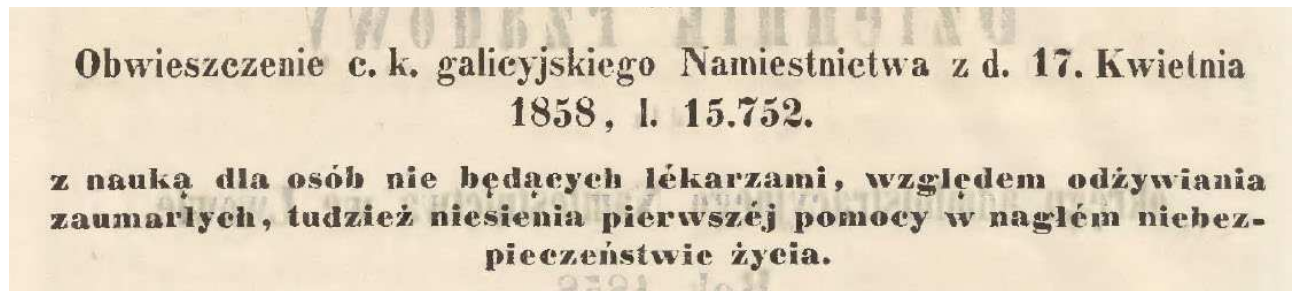 Obwieszczenie c. k. galicyjskiego Namiestnictwa z d. 17. Kwietnia
1858, l. 15.752.
z nauką dla osób nie będących lékarzami, względem odżywiania
zaumarłych, tudzież niesienia pierwszéj pomocy w nagłém niebez-
pieczeństwie życia.